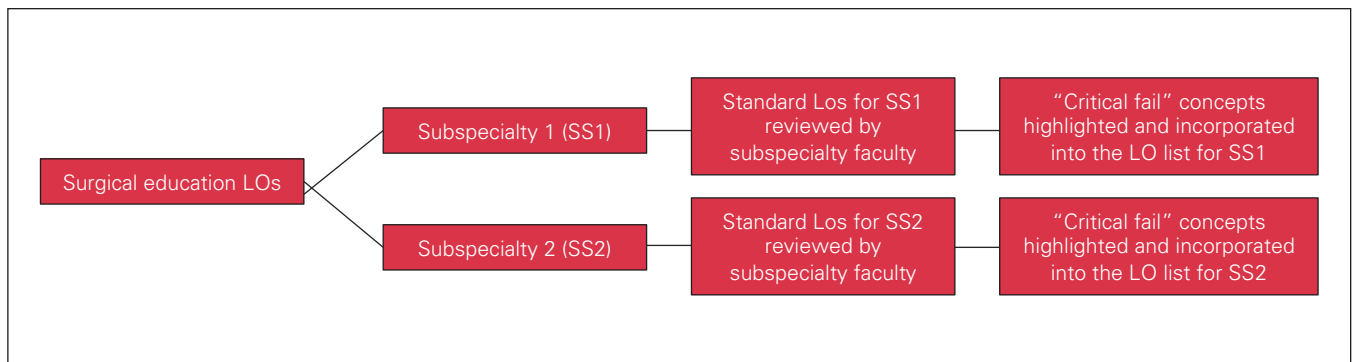 Surgical education LOs
Subspecialty 1 (SS1)
Standard Los for SS1
reviewed by
subspecialty faculty
“Critical fail” concepts
highlighted and incorporated
into the LO list for SS1
Subspecialty 2 (SS2)
Standard Los for SS2
reviewed by
subspecialty faculty
“Critical fail” concepts
highlighted and incorporated
into the LO list for SS2